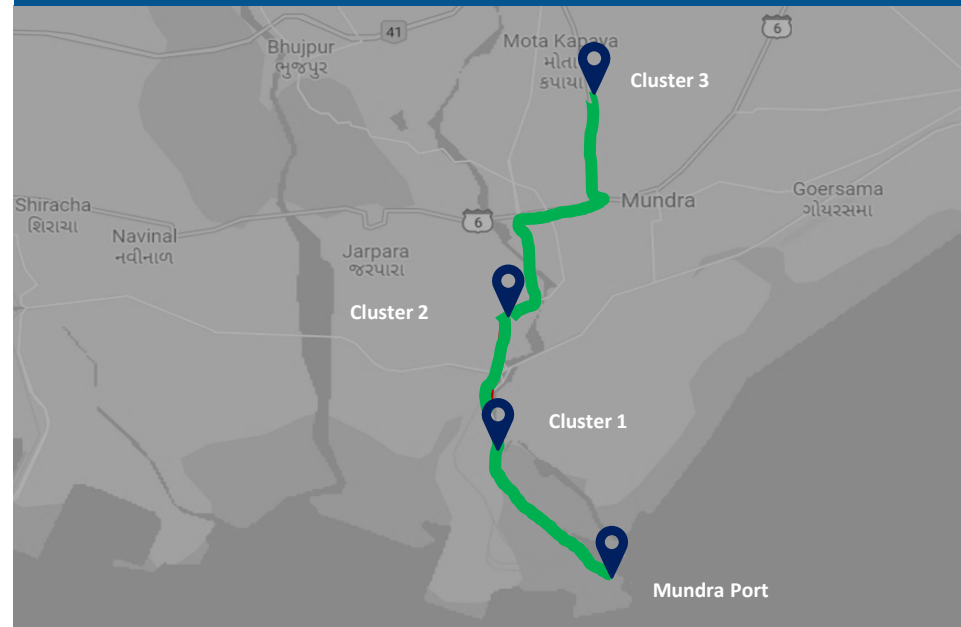 41
6
Bhujpur
ભુજપુર
Mota Kapaya
મોટા
કપાયા
Cluster 3
Shiracha
શિરાચા
Navinal
નવીનાળ
6
Mundra
Goersama
ગોયરસમા
Jarpara
જરપારા
Cluster 2
Cluster 1
Mundra Port